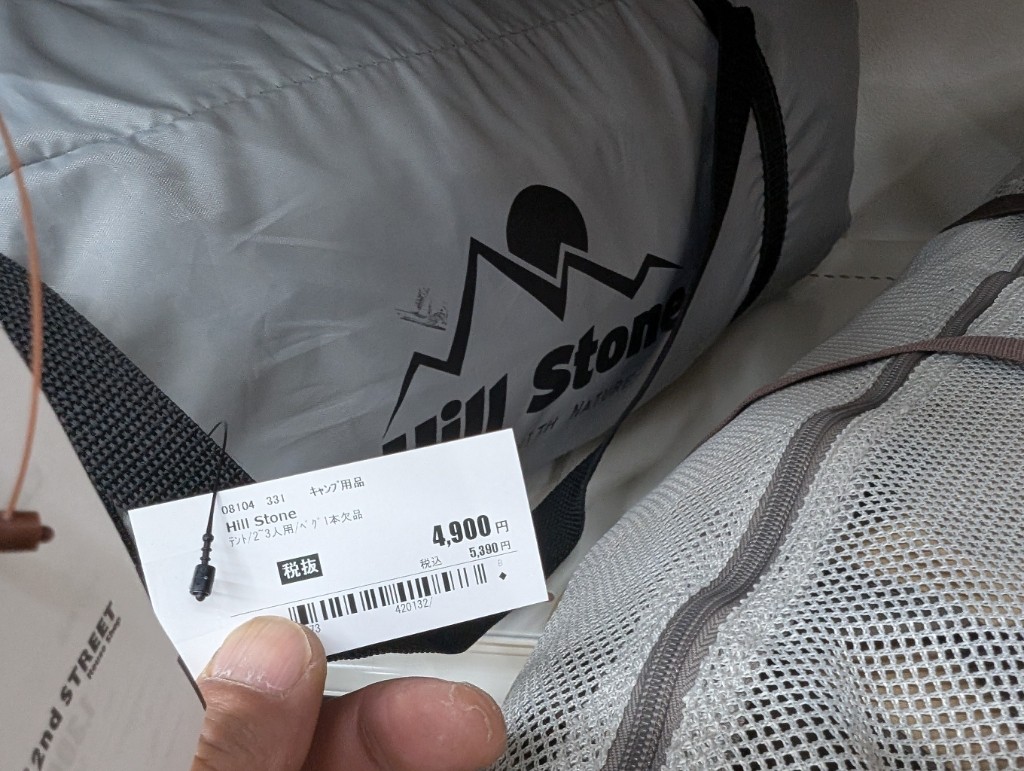 Hill Stone
WITH NATURE
08104 331 キャンプ用品
Hill Stone
テント/2~3人用/ペグ1本欠品
4,900円
税抜
税込 5,390円
B
420132
2nd STREET